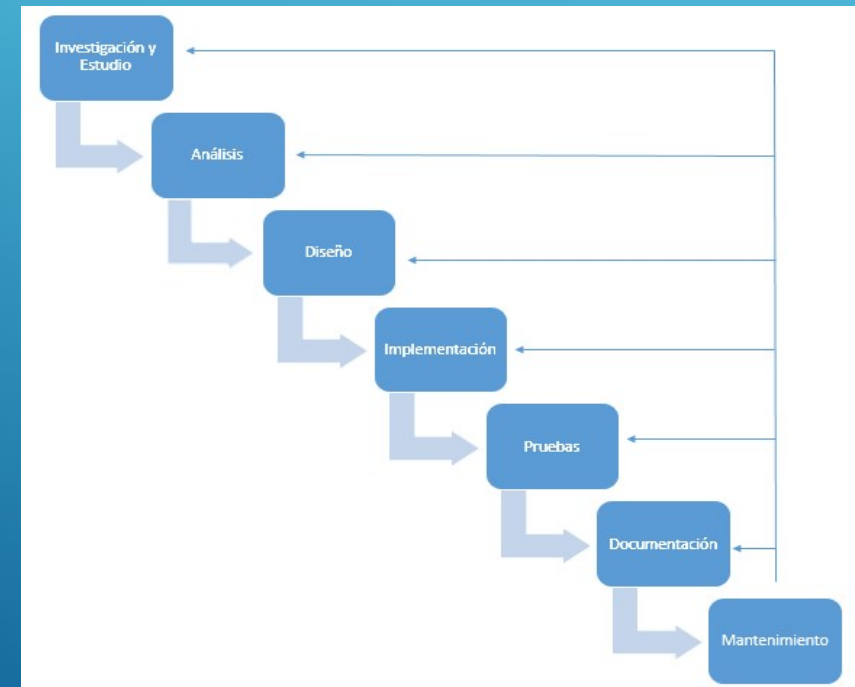 Investigación y
Estudio
Análisis
Diseño
Implementación
Pruebas
Documentación
Mantenimiento